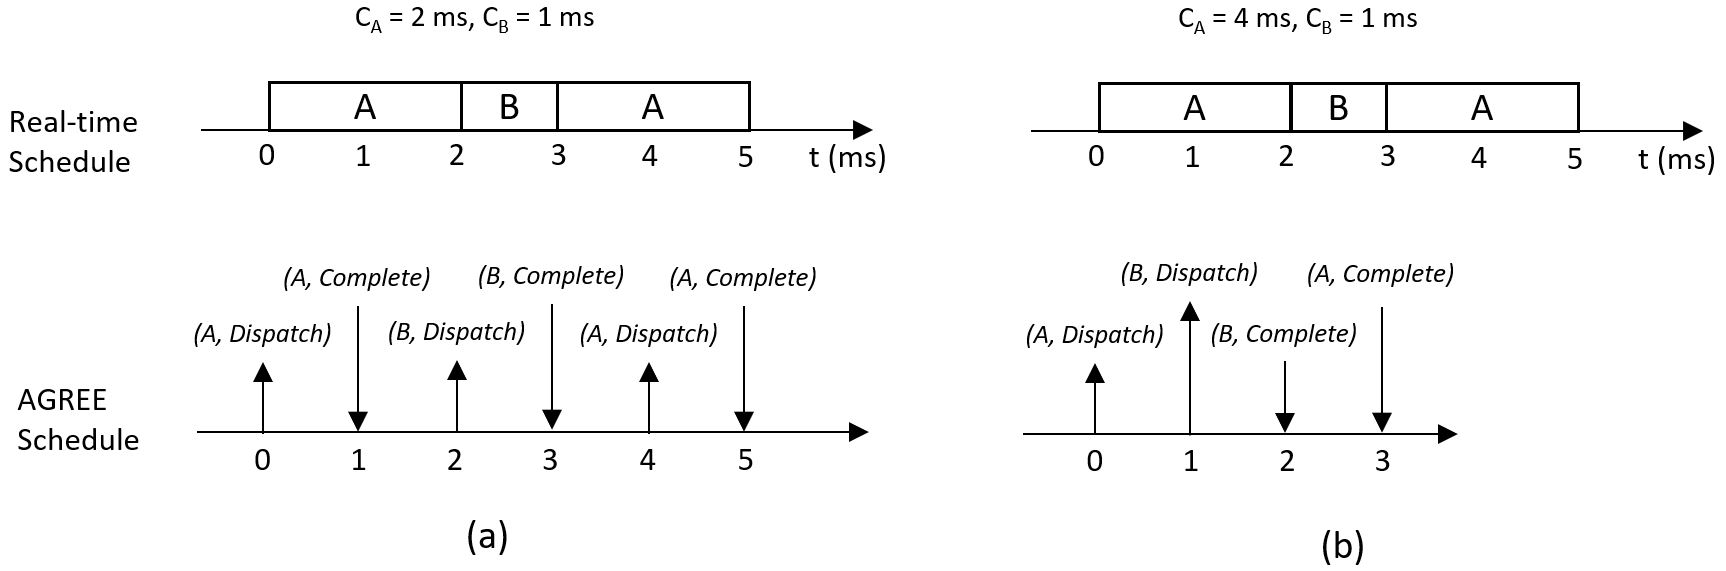 C_A = 2 ms, C_B = 1 ms
C_A = 4 ms, C_B = 1 ms
Real-time
Schedule
A B A
0 1 2 3 4 5 t (ms)
A B A
0 1 2 3 4 5 t (ms)
AGREE
Schedule
(A, Complete) (B, Complete) (A, Complete)
(A, Dispatch) (B, Dispatch) (A, Dispatch)
0 1 2 3 4 5
(a)
(B, Dispatch) (A, Complete)
(A, Dispatch) (B, Complete)
0 1 2 3
(b)